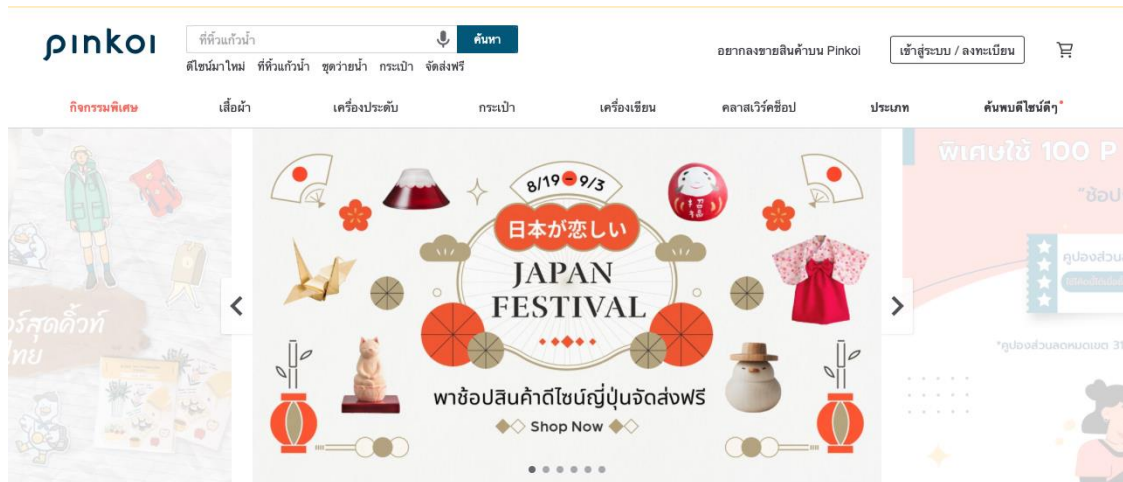 pinkoi
ที่หิ้วแก้วน้ำ
ค้นหา
ดีไซน์มาใหม่ ที่หิ้วแก้วน้ำ ชุดว่ายน้ำ กระเป๋า จัดส่งฟรี
อยากลงขายสินค้าบน Pinkoi
เข้าสู่ระบบ / ลงทะเบียน
กิจกรรมพิเศษ เสื้อผ้า เครื่องประดับ กระเป๋า เครื่องเขียน คลาสเวิร์คช็อป ประเภท ค้นพบดีไซน์ดีๆ
8/19 - 9/3
日本が恋しい
JAPAN
FESTIVAL
พาช้อปสินค้าดีไซน์ญี่ปุ่นจัดส่งฟรี
Shop Now
ร์สุดคิ้วท์
ไทย
พิเศษใช้ 100 P
"ช้อป
คูปองส่วนล
*คูปองส่วนลดหมดเขต 31